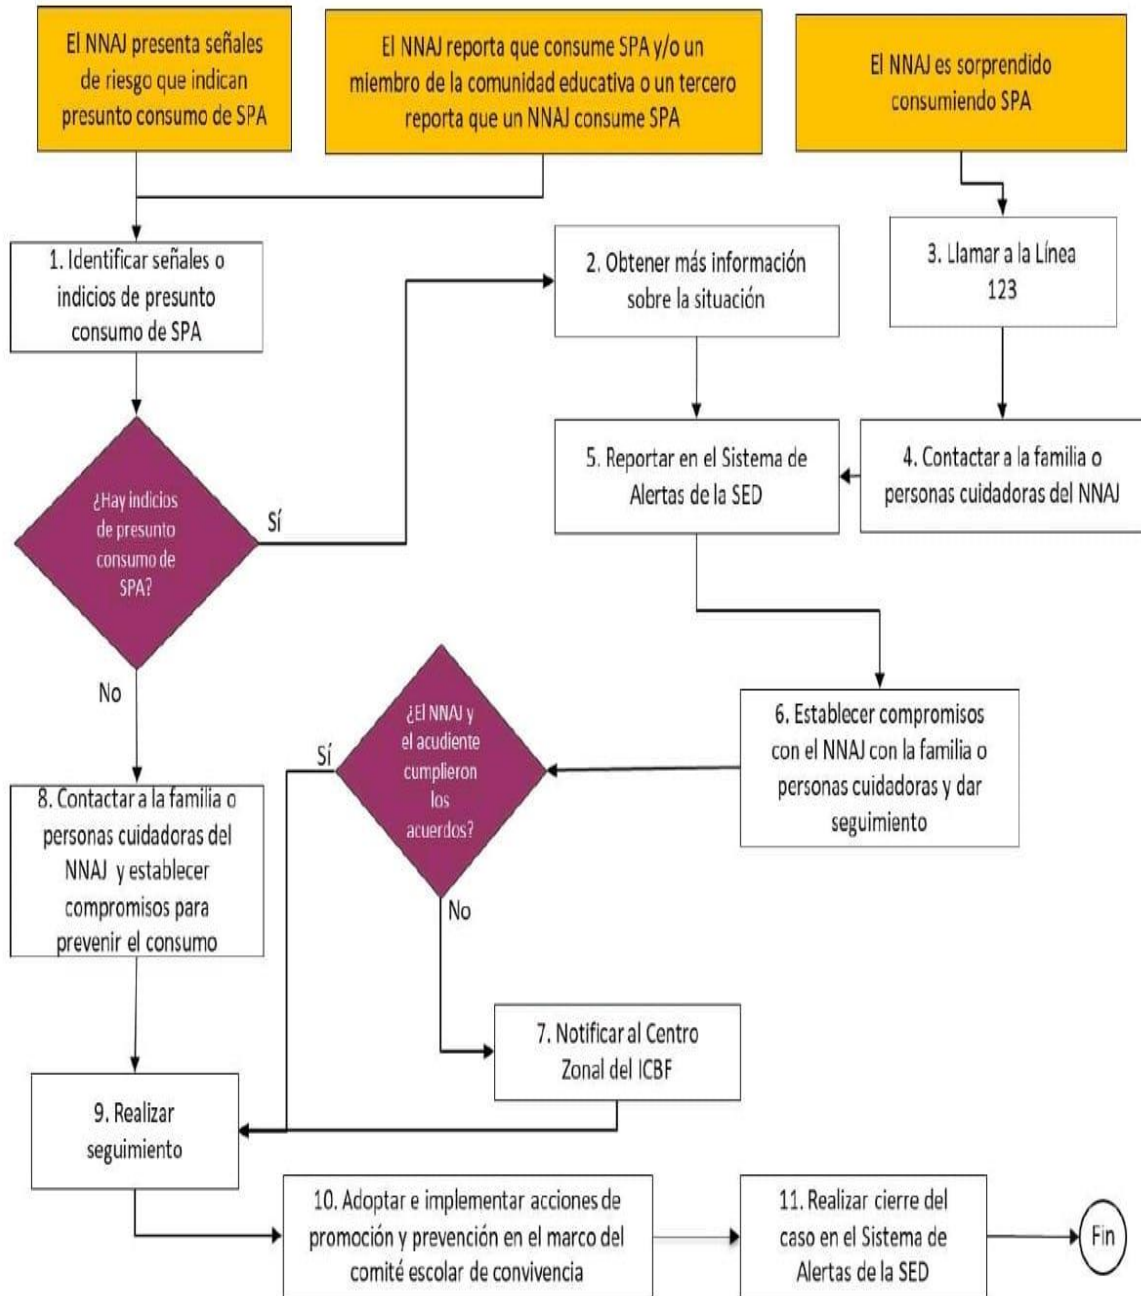 El NNAJ presenta señales
de riesgo que indican
presunto consumo de SPA
El NNAJ reporta que consume SPA y/o un
miembro de la comunidad educativa o un tercero
reporta que un NNAJ consume SPA
El NNAJ es sorprendido
consumiendo SPA
1. Identificar señales o
indicios de presunto
consumo de SPA
2. Obtener más información
sobre la situación
3. Llamar a la Línea
123
¿Hay indicios
de presunto
consumo de
SPA?
Sí
No
5. Reportar en el Sistema de
Alertas de la SED
4. Contactar a la familia o
personas cuidadoras del NNAJ
6. Establecer compromisos
con el NNAJ con la familia o
personas cuidadoras y dar
seguimiento
¿El NNAJ y
el acudiente
cumplieron
los
acuerdos?
Sí
No
8. Contactar a la familia o
personas cuidadoras del
NNAJ y establecer
compromisos para
prevenir el consumo
7. Notificar al Centro
Zonal del ICBF
9. Realizar
seguimiento
10. Adoptar e implementar acciones de
promoción y prevención en el marco del
comité escolar de convivencia
11. Realizar cierre del
caso en el Sistema de
Alertas de la SED
Fin